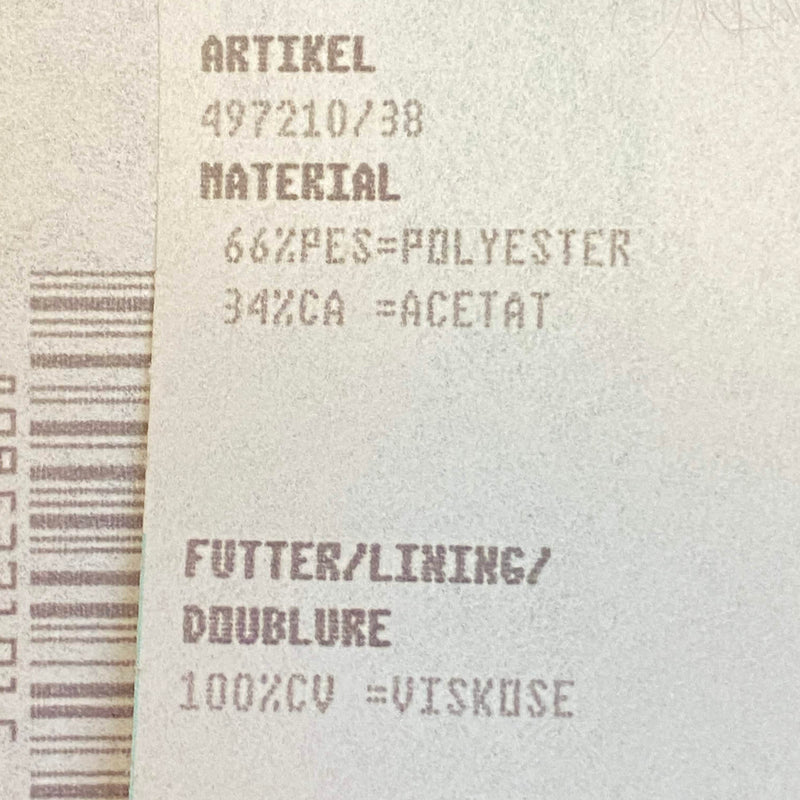 ARTIKEL
497210/38
MATERIAL
66%PES=POLYESTER
34%CA =ACETAT
FUTTER/LINING/
DOUBLURE
100%CV =VISKOSE